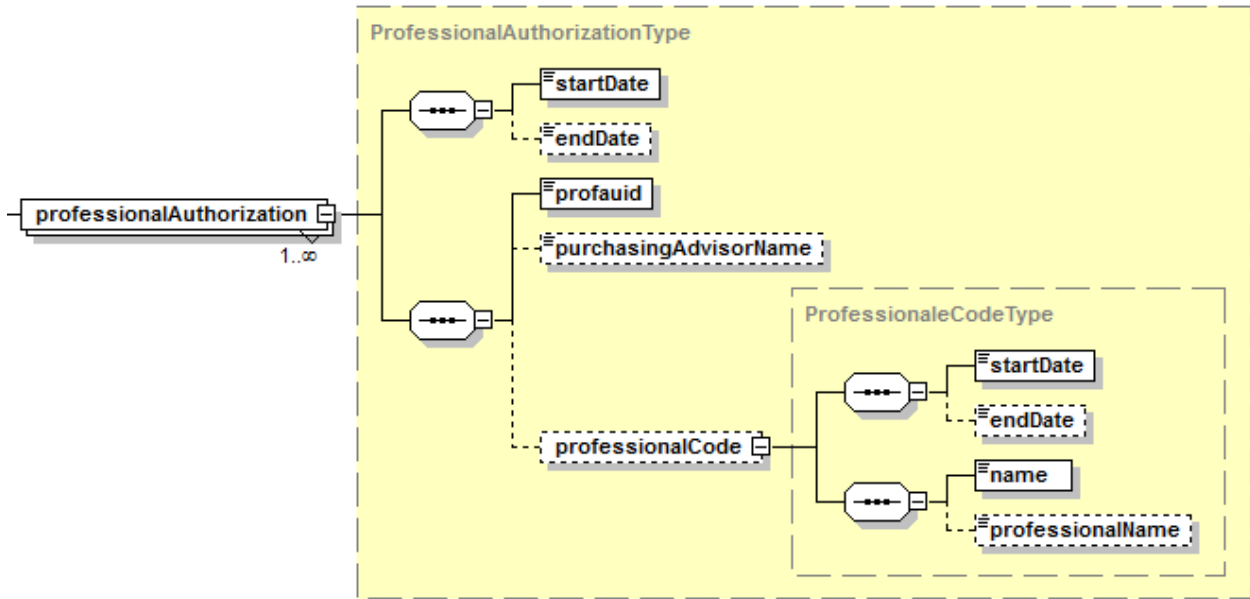 ProfessionalAuthorizationType
startDate
endDate
professionalAuthorization
1..∞
profauid
purchasingAdvisorName
ProfessionaleCodeType
startDate
endDate
professionalCode
name
professionalName